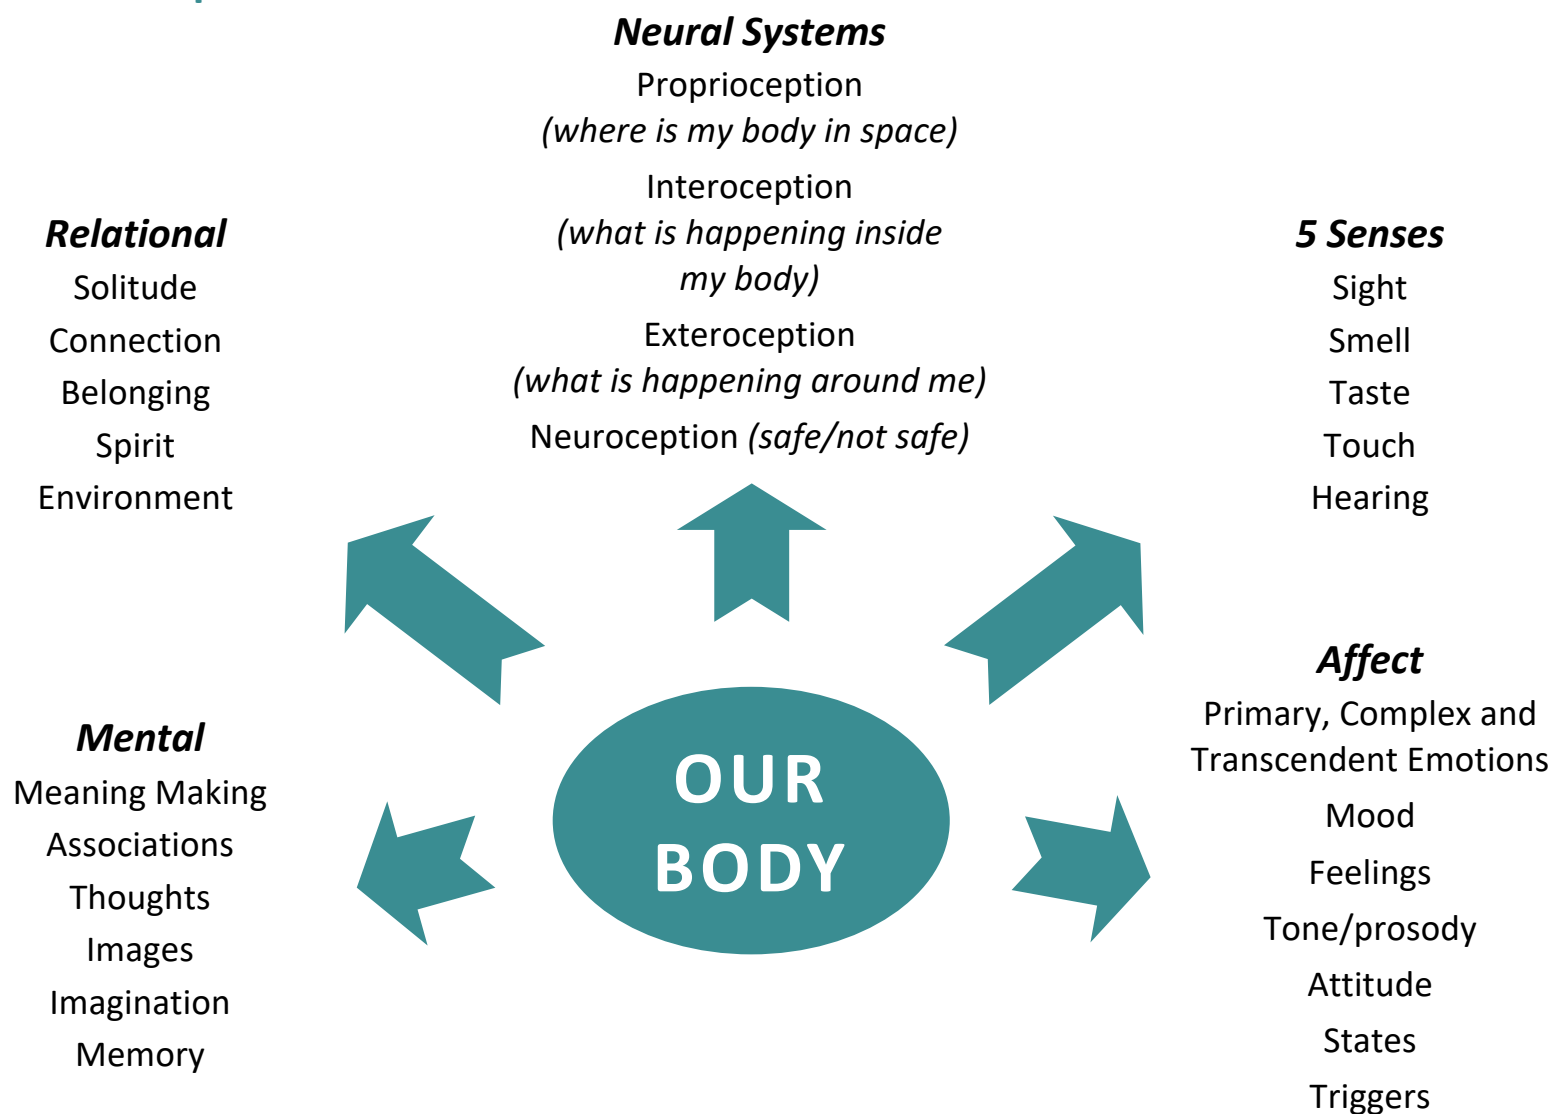 Neural Systems
Proprioception
(where is my body in space)
Interoception
(what is happening inside
my body)
Exteroception
(what is happening around me)
Neuroception (safe/not safe)
Relational
Solitude
Connection
Belonging
Spirit
Environment
5 Senses
Sight
Smell
Taste
Touch
Hearing
Mental
Meaning Making
Associations
Thoughts
Images
Imagination
Memory
OUR
BODY
Affect
Primary, Complex and
Transcendent Emotions
Mood
Feelings
Tone/prosody
Attitude
States
Triggers